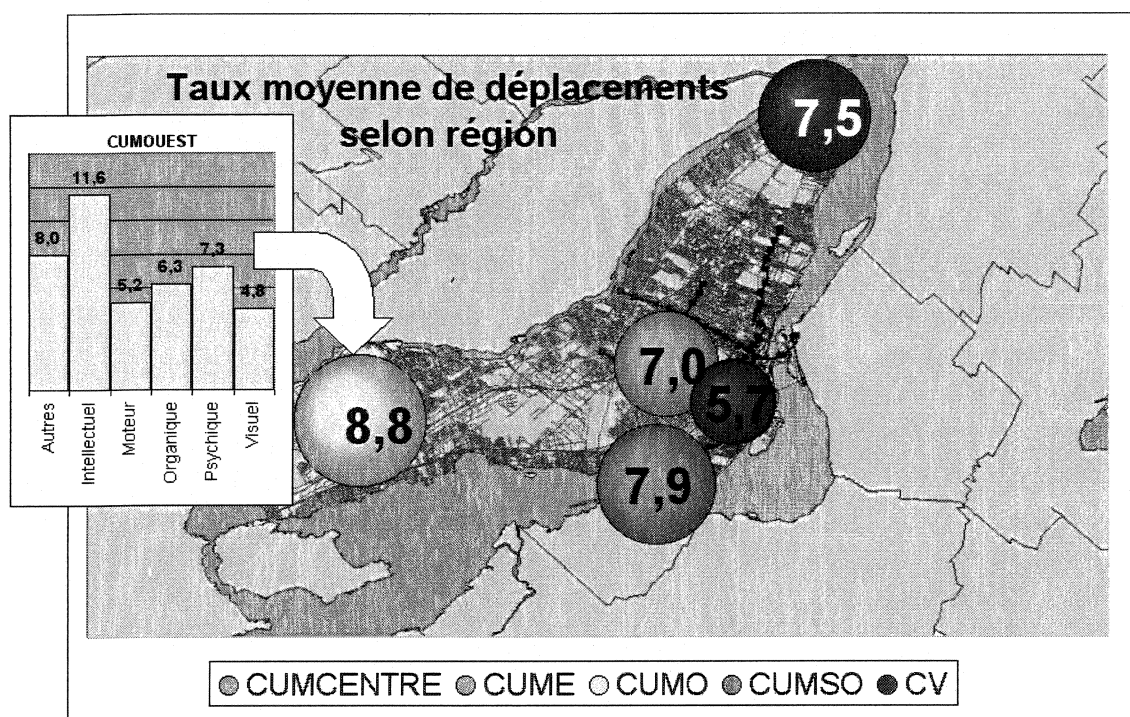 Taux moyenne de déplacements
selon région
7,5
CUMOUEST
11,6
8,0
5,2
6,3
7,3
4,8
Autres
Intellectuel
Moteur
Organique
Psychique
Visuel
7,0
5,7
8,8
7,9
CUMCENTRE CUME CUMO CUMSO CV